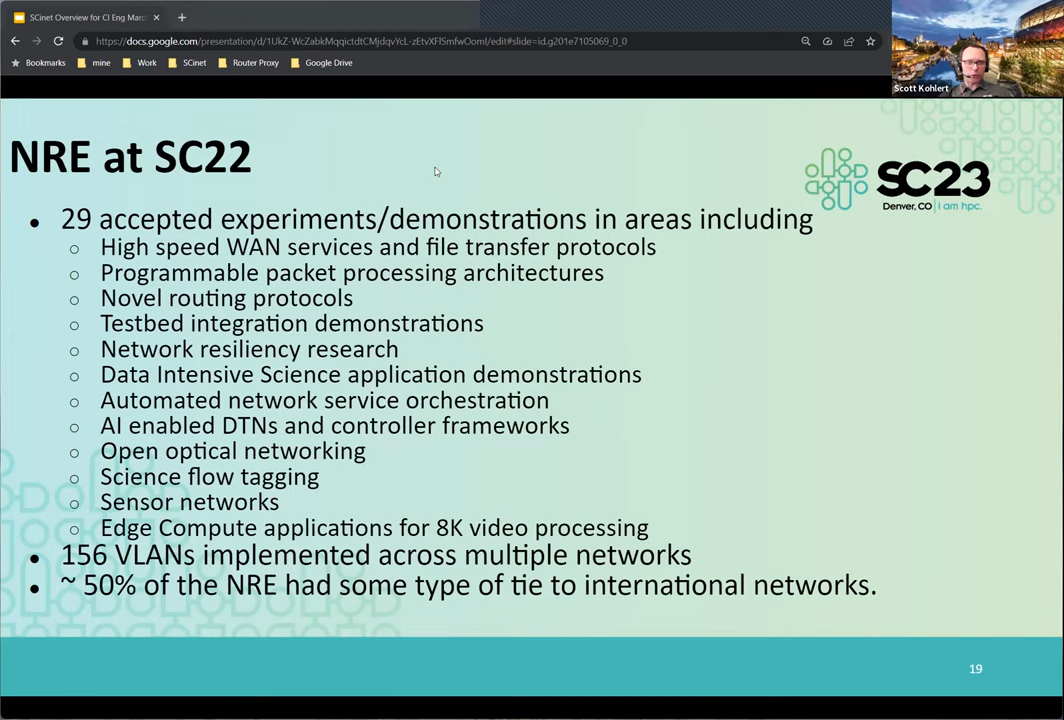 SCinet Overview for CI Eng Marc
https://docs.google.com/presentation/d/1UkZ-WcZabkMqqictdtCMjdqvYcL-zEtvXFlSmfwOomI/edit#slide=id.g201e7105069_0_0
Bookmarks mine Work SCinet Router Proxy Google Drive
Scott Kohlert
NRE at SC22
SC23
Denver, CO | i am hpc.
• 29 accepted experiments/demonstrations in areas including
○ High speed WAN services and file transfer protocols
○ Programmable packet processing architectures
○ Novel routing protocols
○ Testbed integration demonstrations
○ Network resiliency research
○ Data Intensive Science application demonstrations
○ Automated network service orchestration
○ AI enabled DTNs and controller frameworks
○ Open optical networking
○ Science flow tagging
○ Sensor networks
○ Edge Compute applications for 8K video processing
• 156 VLANs implemented across multiple networks
• ~ 50% of the NRE had some type of tie to international networks.
19